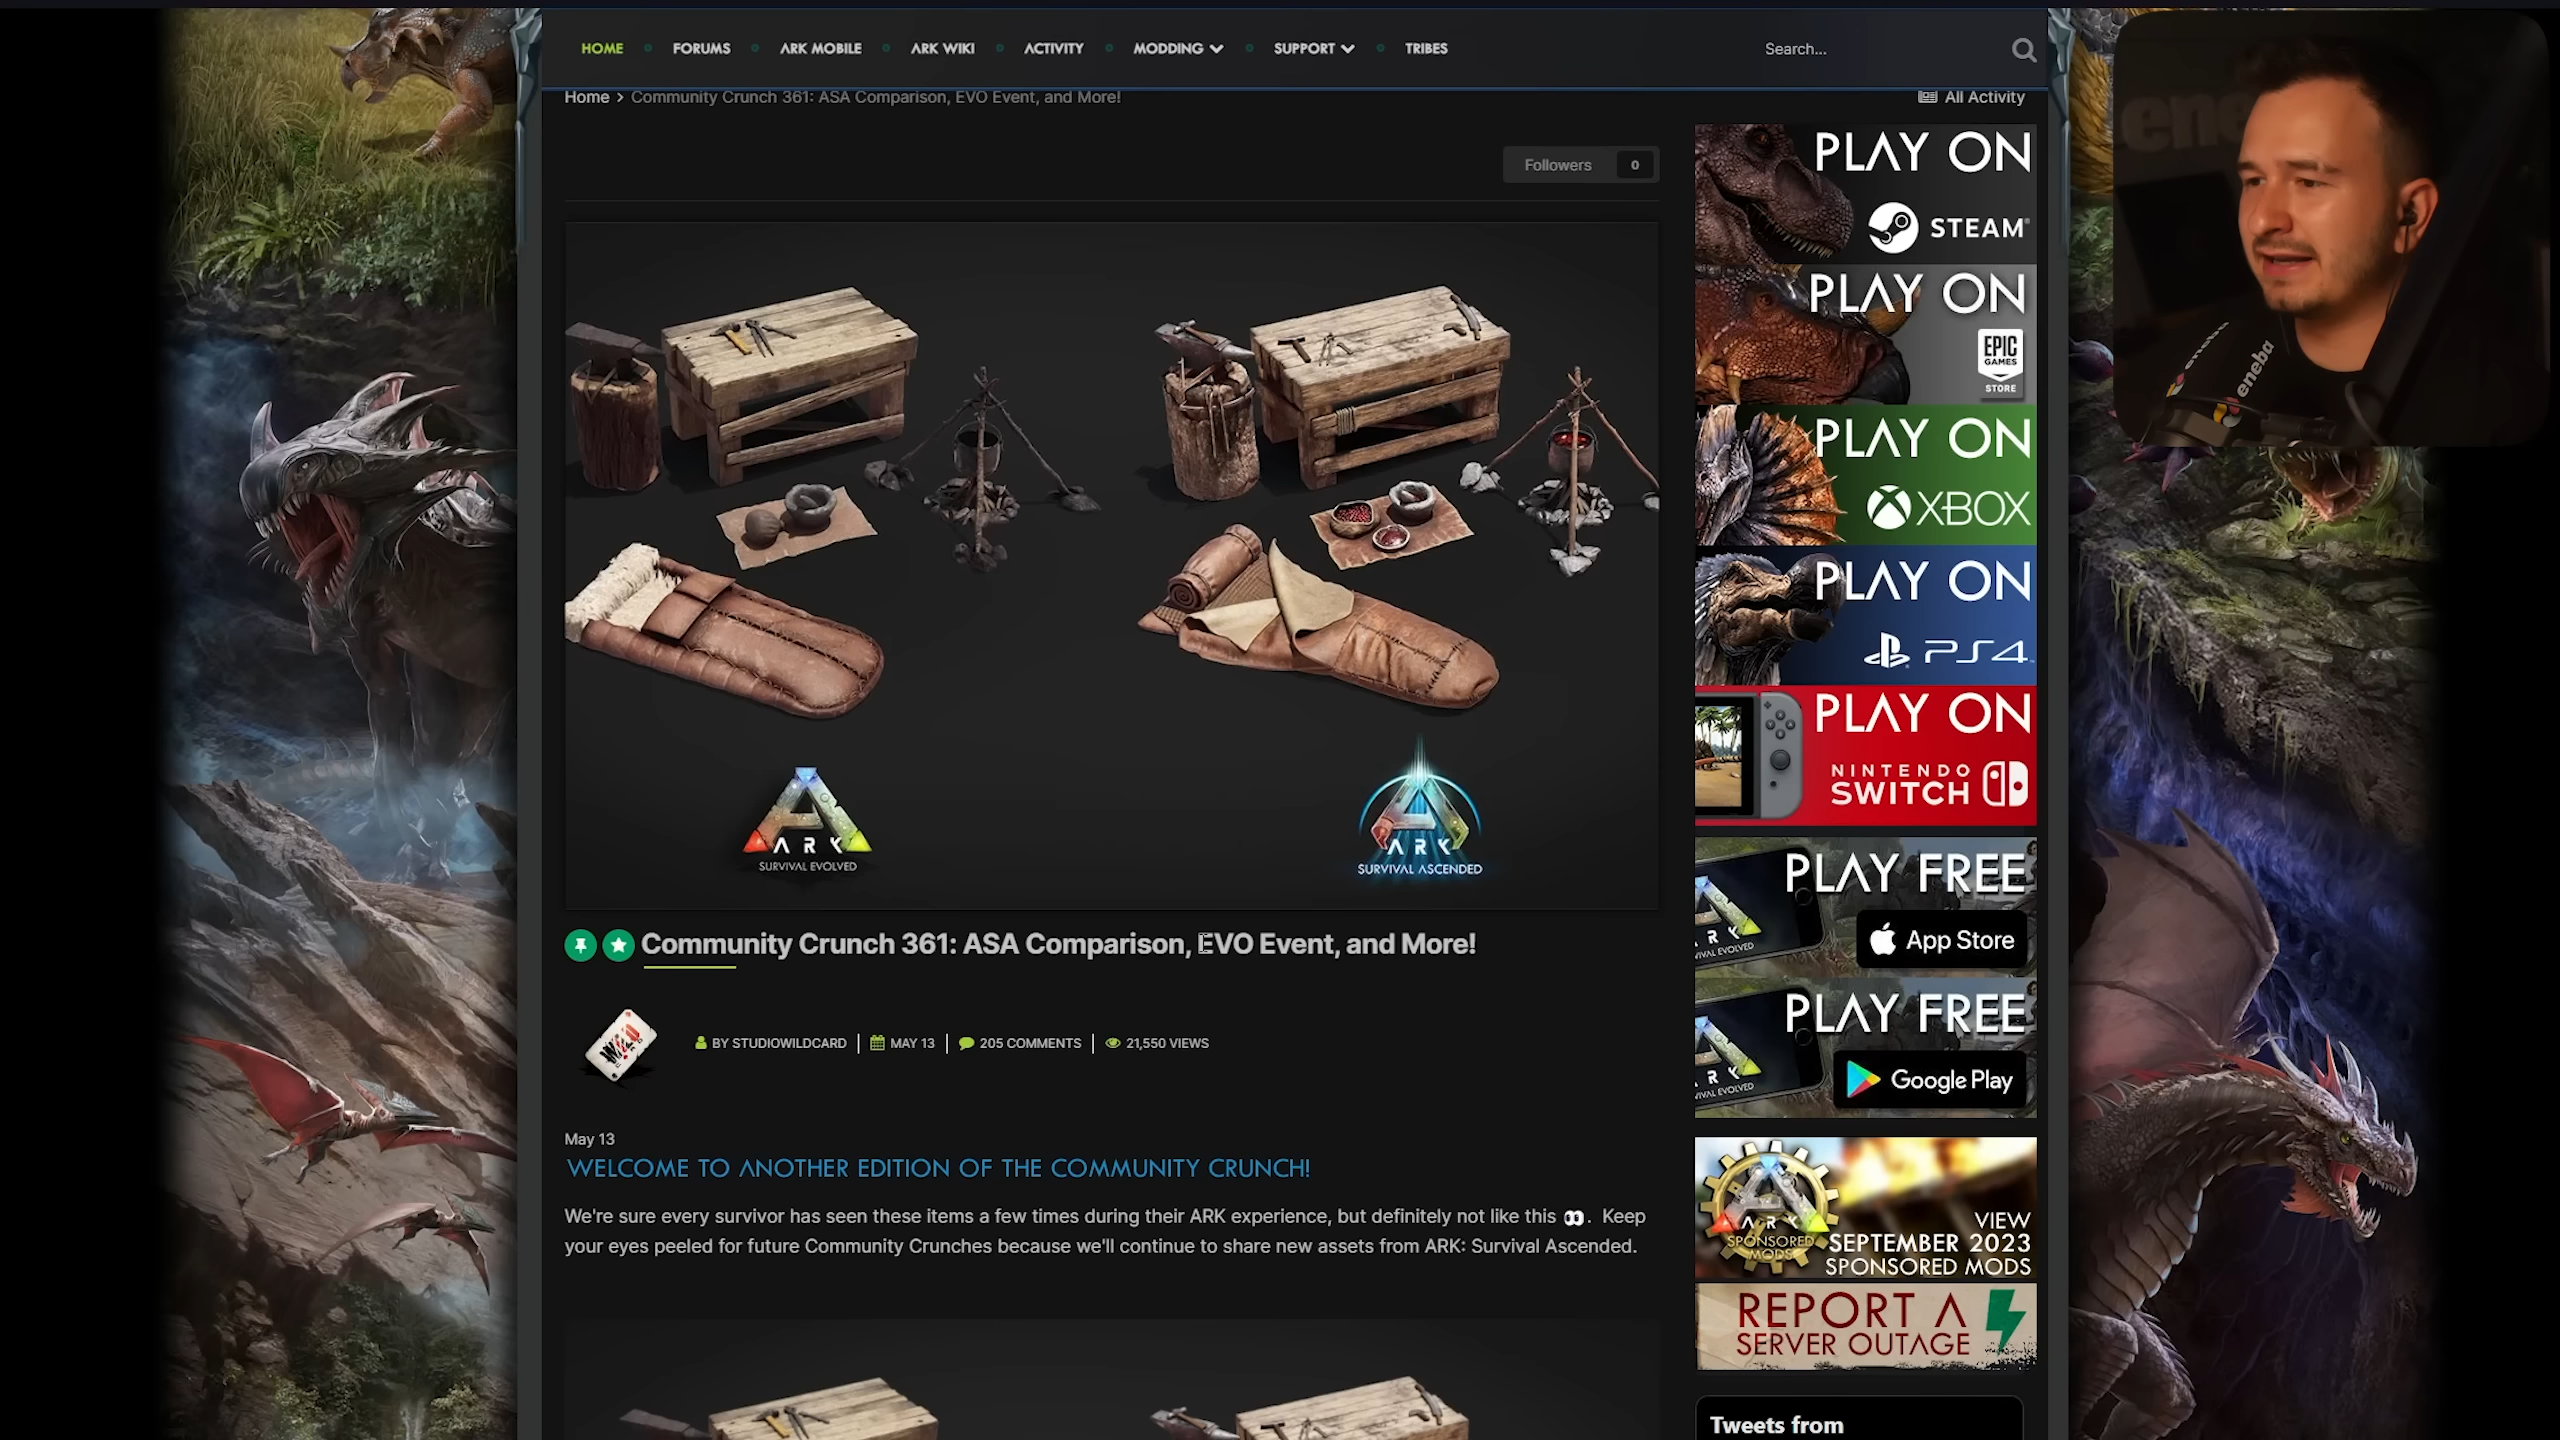 HOME
FORUMS
ARK MOBILE
ARK WIKI
ACTIVITY
MODDING
SUPPORT
TRIBES
Search...
Home > Community Crunch 361: ASA Comparison, EVO Event, and More!
All Activity
Followers 0
ARK
SURVIVAL EVOLVED
ARK
SURVIVAL ASCENDED
Community Crunch 361: ASA Comparison, EVO Event, and More!
WILD
BY STUDIOWILDCARD | MAY 13 | 205 COMMENTS | 21,550 VIEWS
May 13
WELCOME TO ANOTHER EDITION OF THE COMMUNITY CRUNCH!
We're sure every survivor has seen these items a few times during their ARK experience, but definitely not like this 👀. Keep
your eyes peeled for future Community Crunches because we'll continue to share new assets from ARK: Survival Ascended.
PLAY ON
STEAM
PLAY ON
EPIC
GAMES
STORE
PLAY ON
XBOX
PLAY ON
PS4
PLAY ON
NINTENDO
SWITCH
PLAY FREE
App Store
PLAY FREE
Google Play
ARK
SPONSORED
MODS
VIEW
SEPTEMBER 2023
SPONSORED MODS
REPORT A
SERVER OUTAGE
Tweets from
eneba
eneba